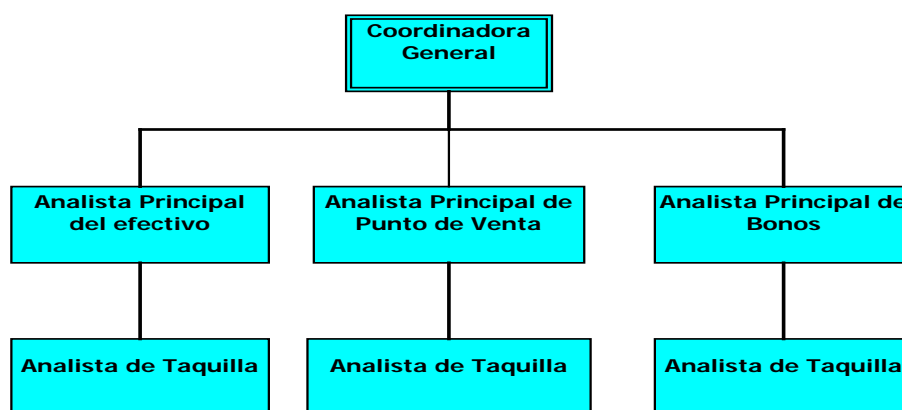 Coordinadora
General
Analista Principal
del efectivo
Analista Principal de
Punto de Venta
Analista Principal de
Bonos
Analista de Taquilla
Analista de Taquilla
Analista de Taquilla